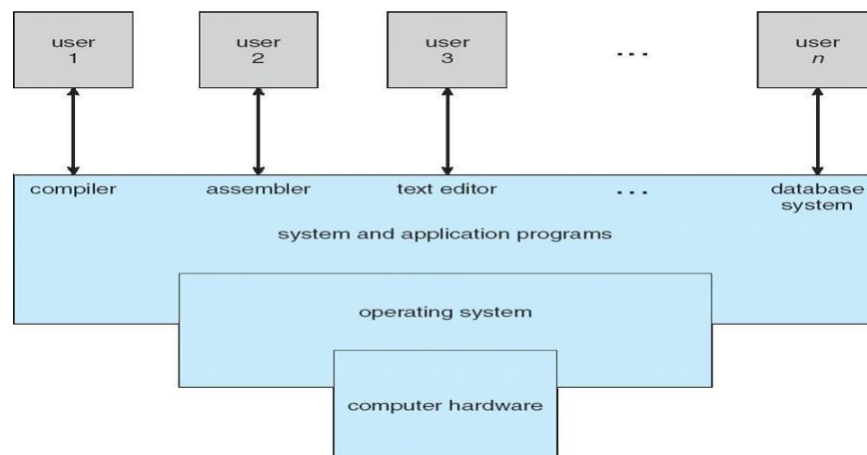 user
1
user
2
user
3
...
user
n
compiler
assembler
text editor
...
database
system
system and application programs
operating system
computer hardware